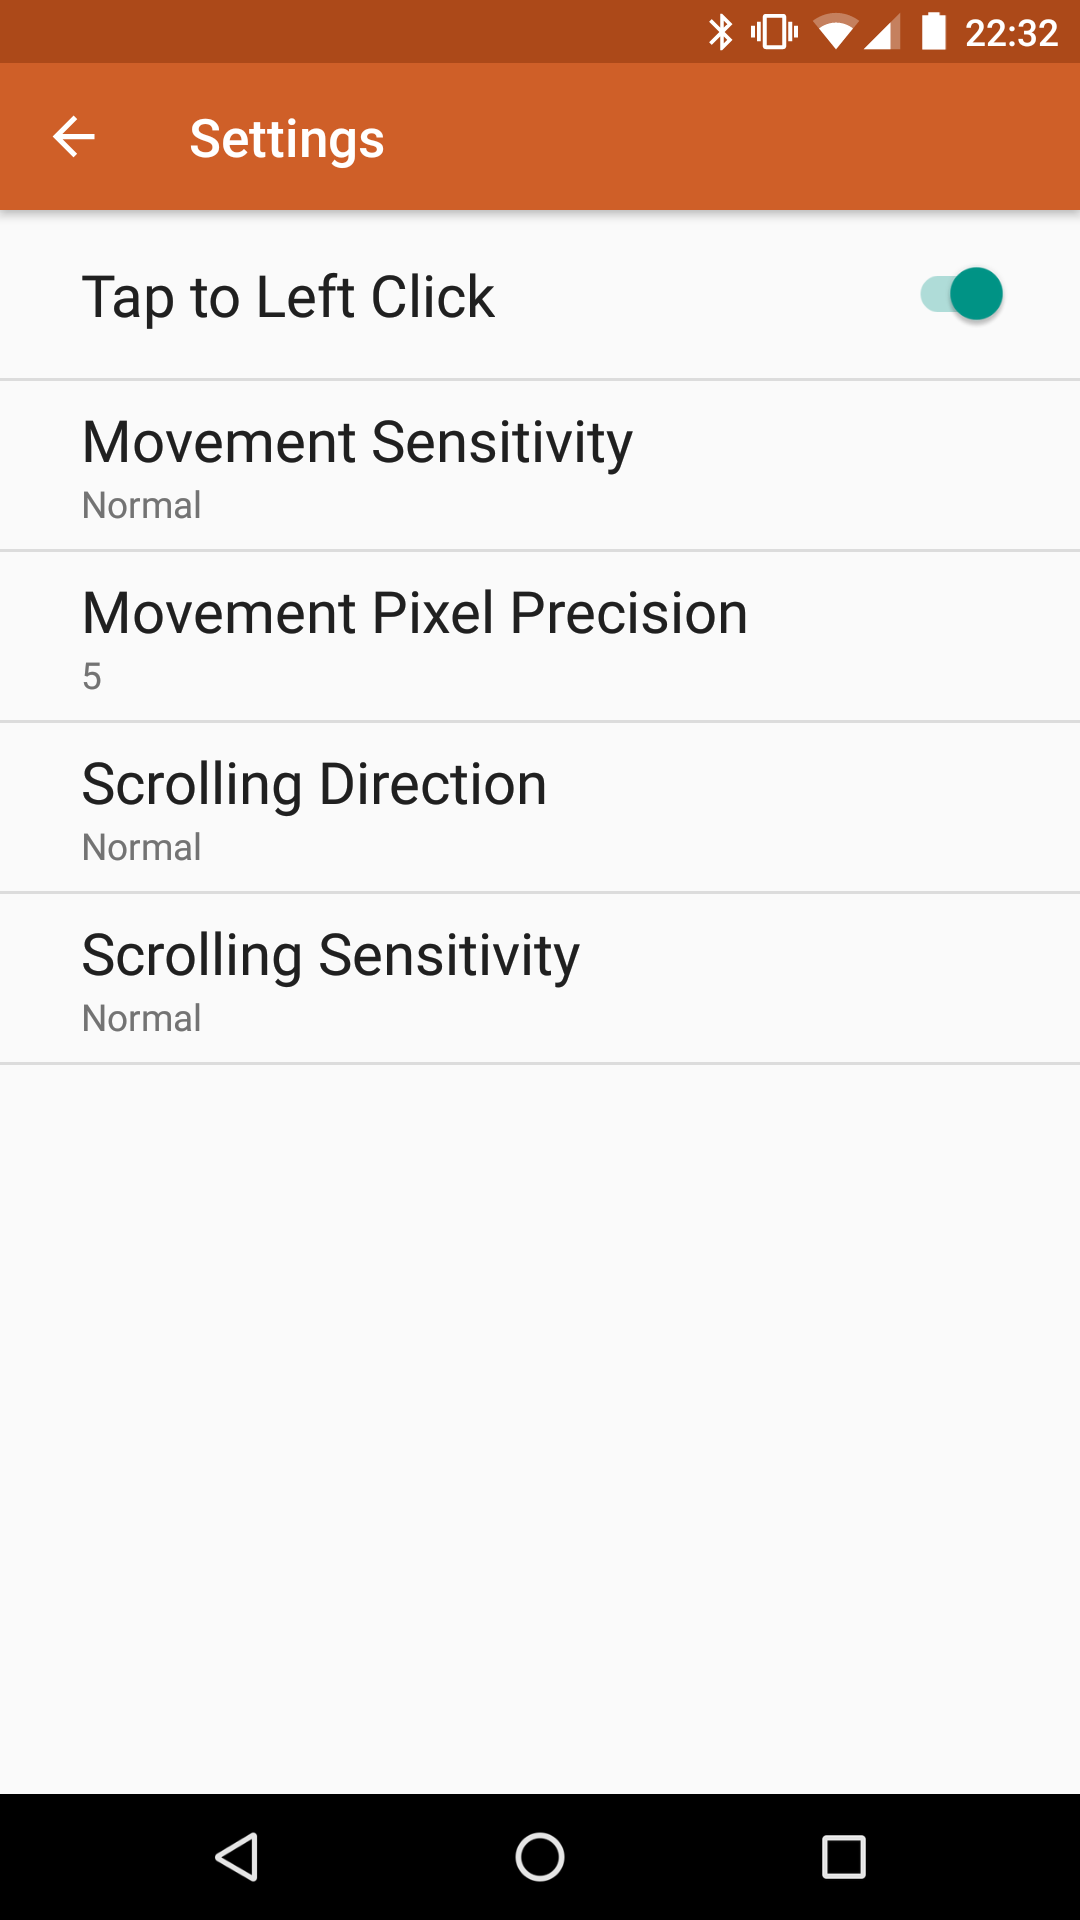 22:32
Settings
Tap to Left Click
Movement Sensitivity
Normal
Movement Pixel Precision
5
Scrolling Direction
Normal
Scrolling Sensitivity
Normal